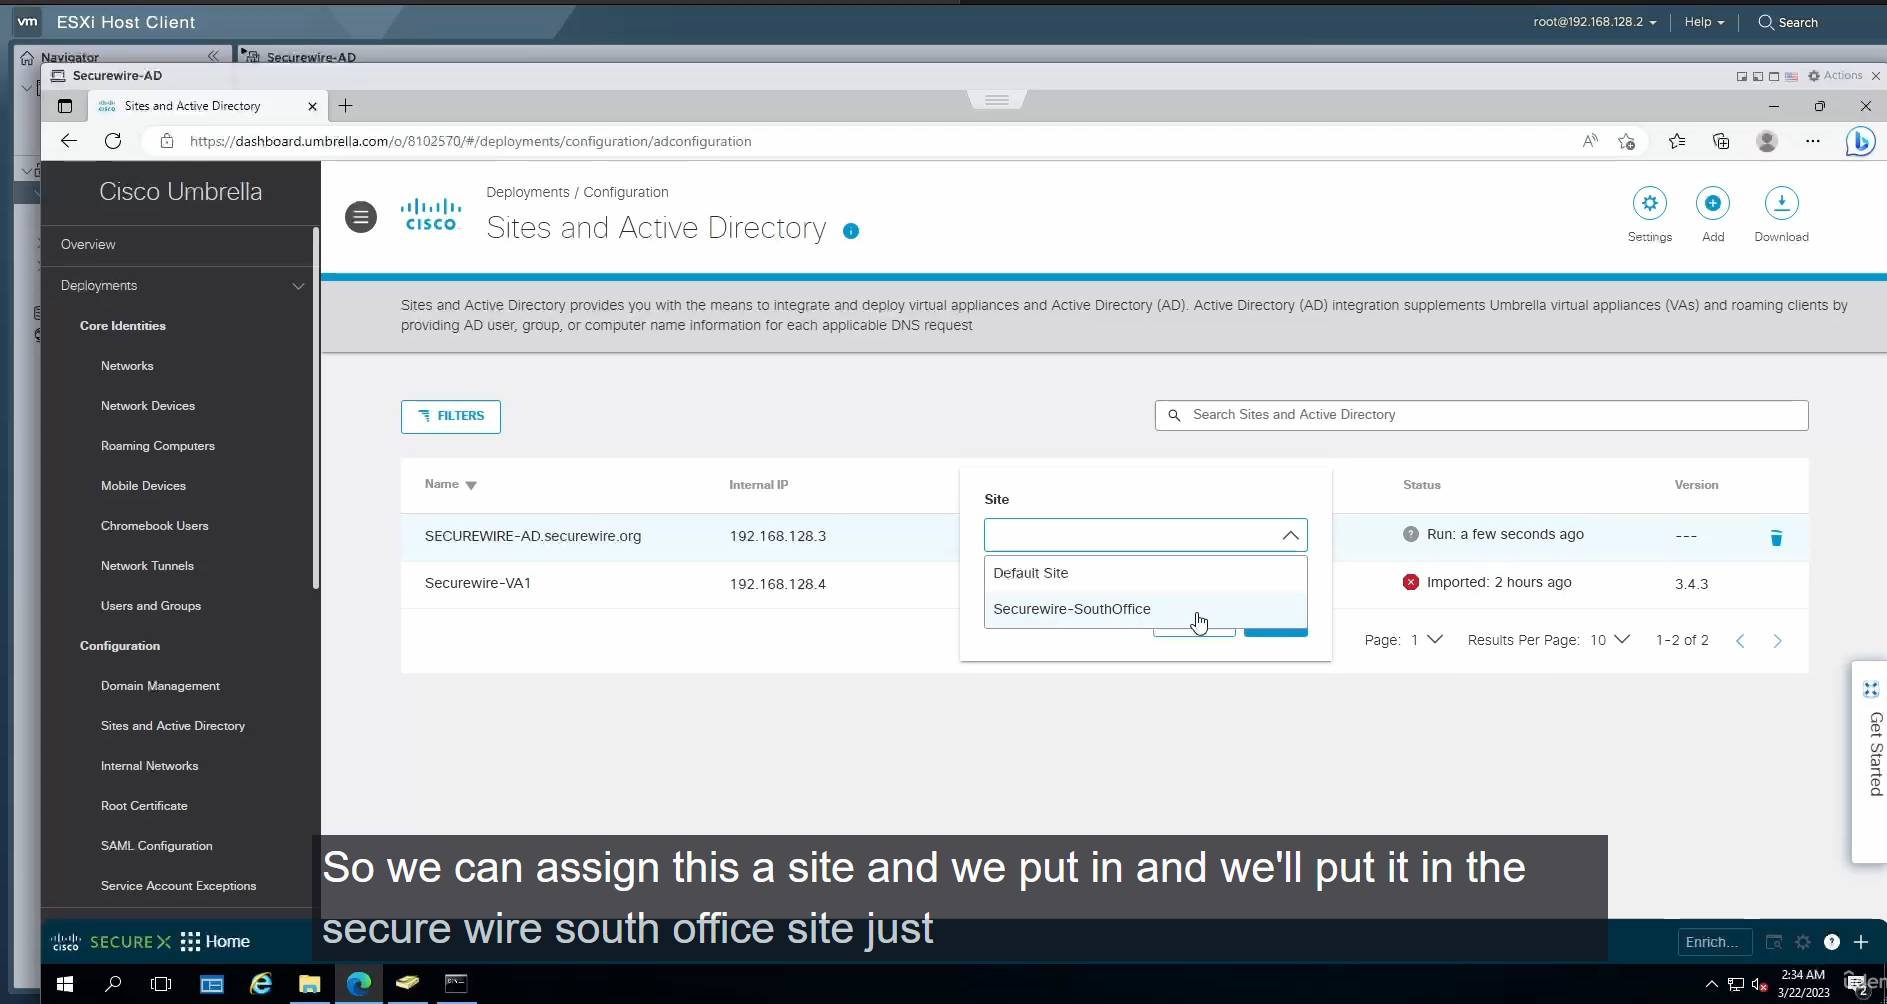 vm ESXi Host Client
root@192.168.128.2 Help Search
Navigator Securewire-AD
Securewire-AD Actions
Sites and Active Directory
https://dashboard.umbrella.com/o/8102570/#/deployments/configuration/adconfiguration
Cisco Umbrella
Overview
Deployments
Core Identities
Networks
Network Devices
Roaming Computers
Mobile Devices
Chromebook Users
Network Tunnels
Users and Groups
Configuration
Domain Management
Sites and Active Directory
Internal Networks
Root Certificate
SAML Configuration
Service Account Exceptions
CISCO
Deployments / Configuration
Sites and Active Directory
Settings Add Download
Sites and Active Directory provides you with the means to integrate and deploy virtual appliances and Active Directory (AD). Active Directory (AD) integration supplements Umbrella virtual appliances (VAs) and roaming clients by
providing AD user, group, or computer name information for each applicable DNS request
FILTERS
Search Sites and Active Directory
Name Internal IP Status Version
Site
SECUREWIRE-AD.securewire.org 192.168.128.3 Run: a few seconds ago ---
Default Site
Securewire-VA1 192.168.128.4 Imported: 2 hours ago 3.4.3
Securewire-SouthOffice
Page: 1 Results Per Page: 10 1-2 of 2
Get Started
So we can assign this a site and we put in and we'll put it in the
secure wire south office site just
CISCO SECUREX Home
Enrich...
2:34 AM
3/22/2023
2